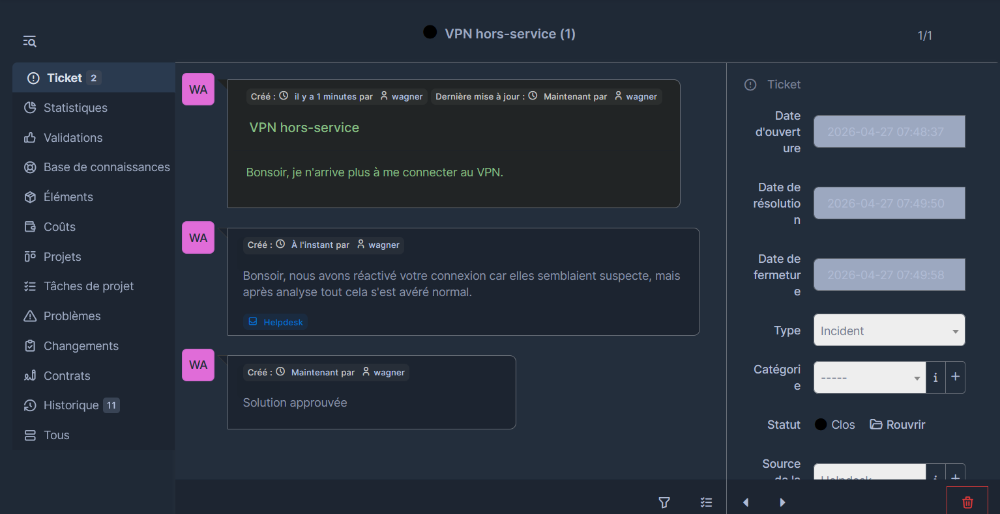 VPN hors-service (1)
1/1
Ticket 2
Statistiques
Validations
Base de connaissances
Éléments
Coûts
Projets
Tâches de projet
Problèmes
Changements
Contrats
Historique 11
Tous
WA
Créé : il y a 1 minutes par wagner Dernière mise à jour : Maintenant par wagner
VPN hors-service
Bonsoir, je n'arrive plus à me connecter au VPN.
WA
Créé : À l'instant par wagner
Bonsoir, nous avons réactivé votre connexion car elles semblaient suspecte, mais
après analyse tout cela s'est avéré normal.
Helpdesk
WA
Créé : Maintenant par wagner
Solution approuvée
Ticket
Date
d'ouvert
ure
2026-04-27 07:48:37
Date de
résolutio
n
2026-04-27 07:49:50
Date de
fermetur
e
2026-04-27 07:49:58
Type
Incident
Catégori
e
-----
Statut
Clos
Rouvrir
Source
de la
Helpdesk